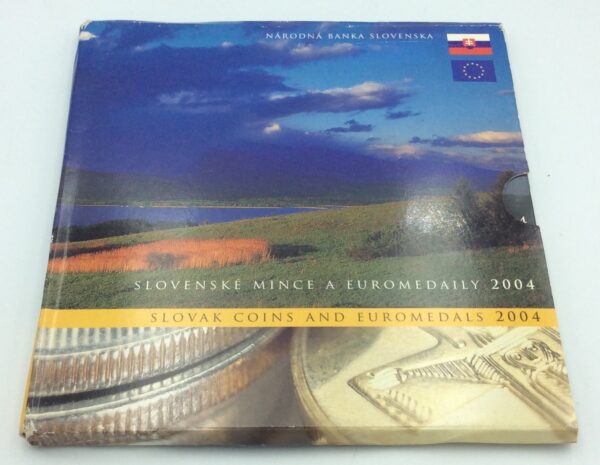 NÁRODNÁ BANKA SLOVENSKA
SLOVENSKÉ MINCE A EUROMEDAILY 2004
SLOVAK COINS AND EUROMEDALS 2004